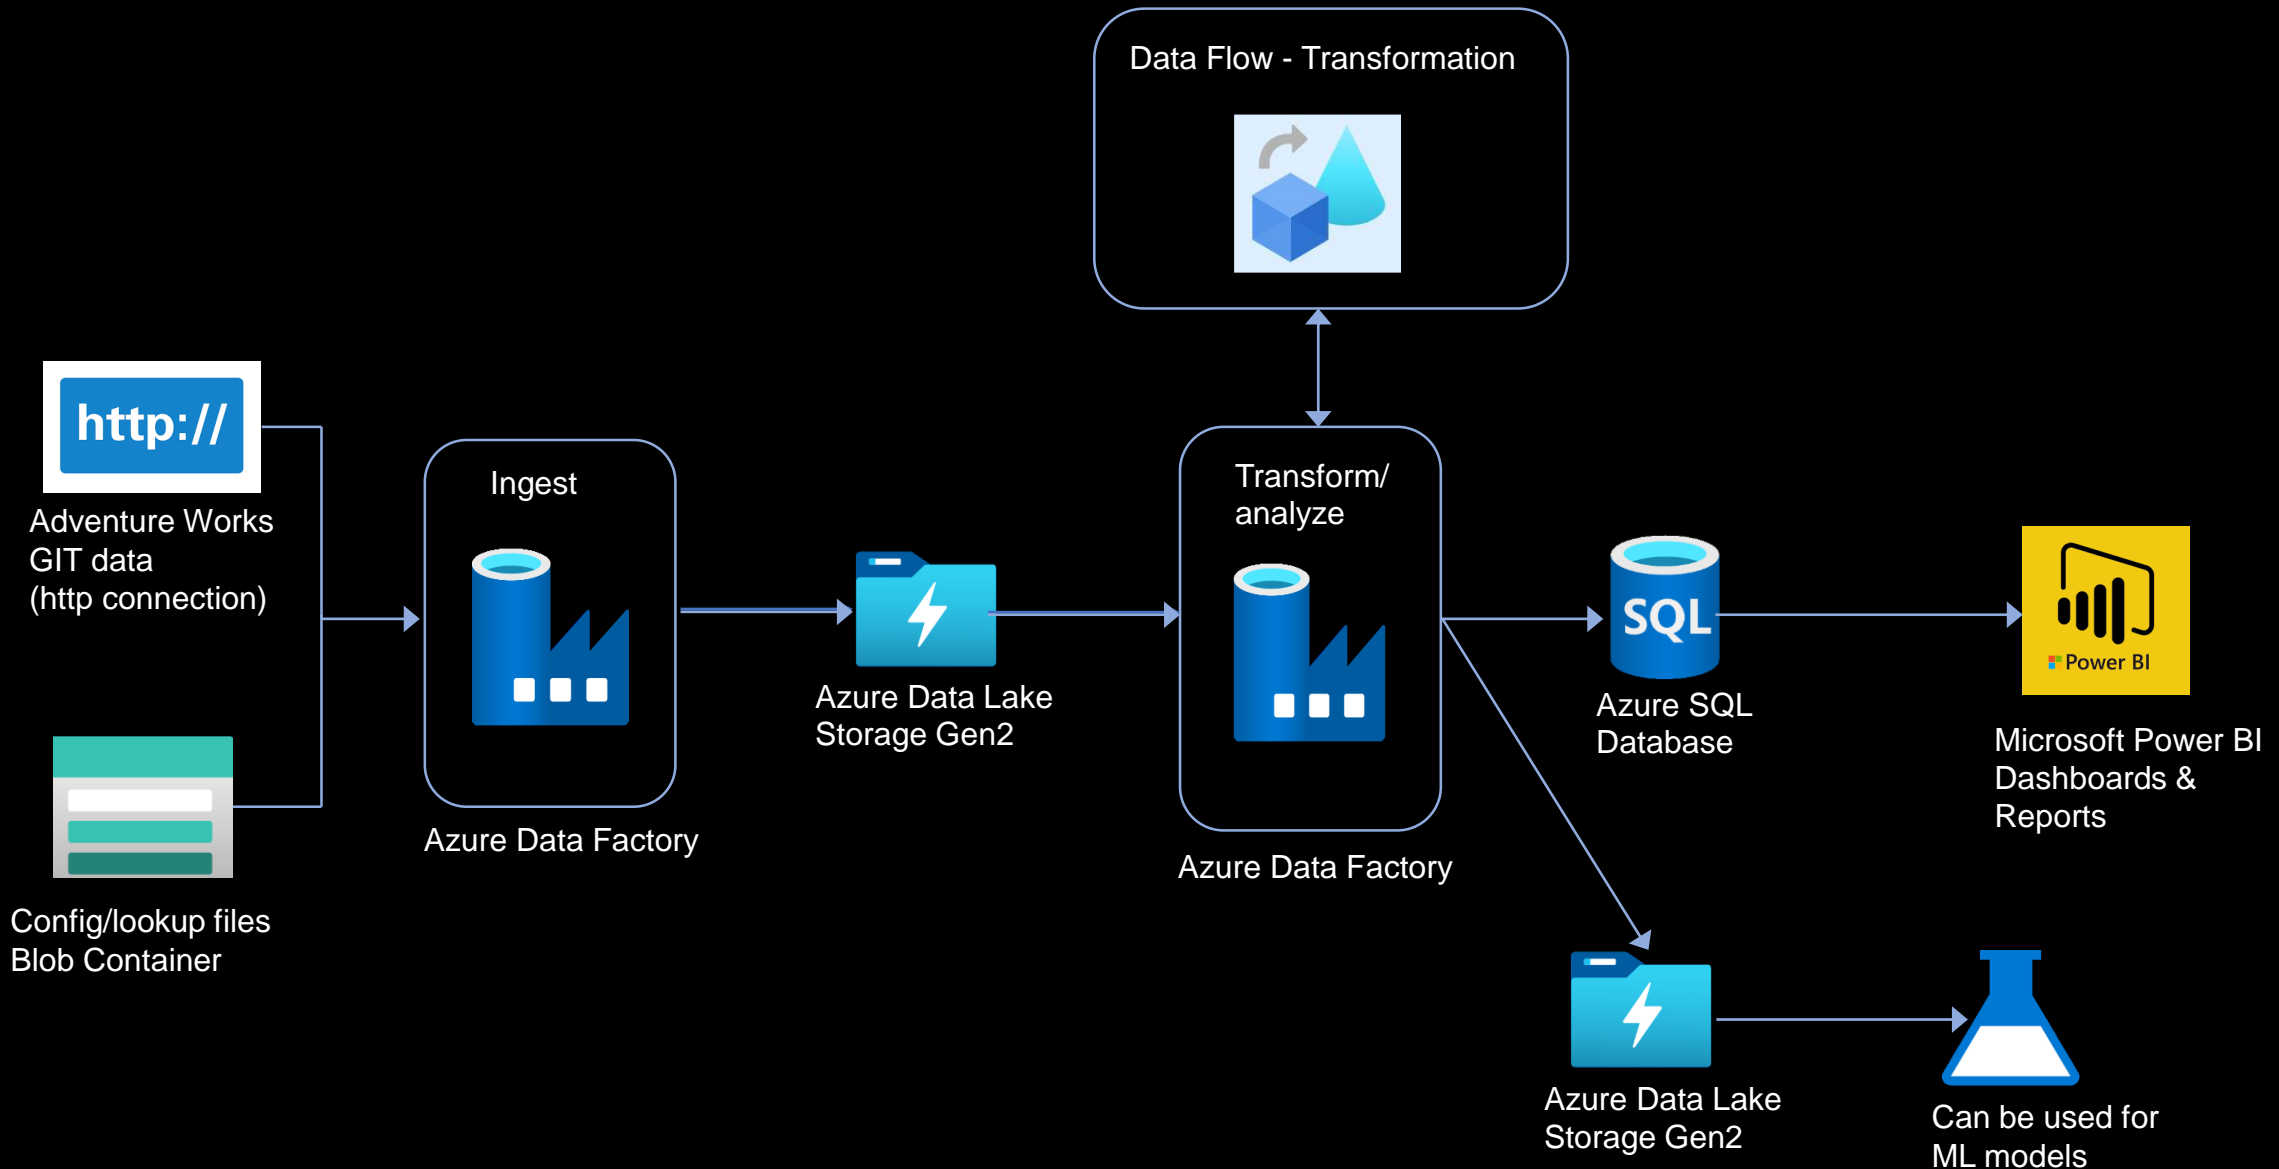 Data Flow - Transformation
http://
Adventure Works
GIT data
(http connection)
Config/lookup files
Blob Container
Ingest
Azure Data Factory
Azure Data Lake
Storage Gen2
Transform/
analyze
Azure Data Factory
SQL
Azure SQL
Database
Power BI
Microsoft Power BI
Dashboards &
Reports
Azure Data Lake
Storage Gen2
Can be used for
ML models